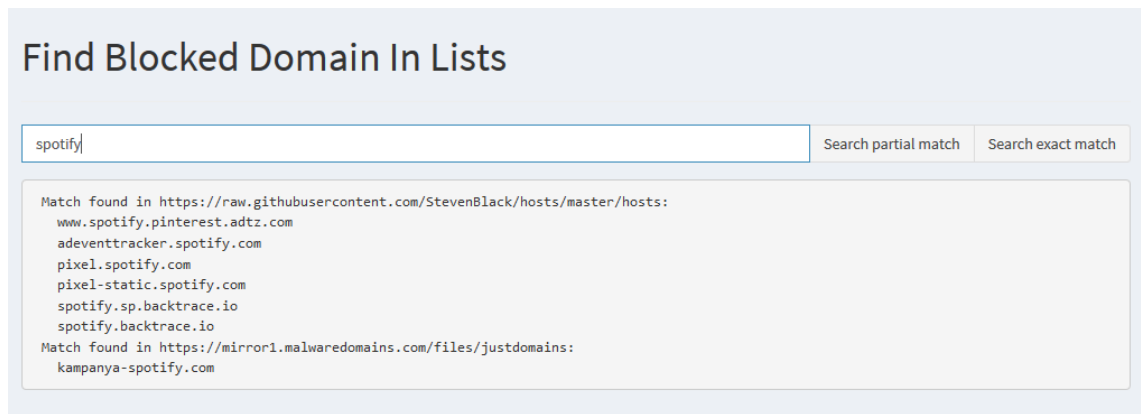 Find Blocked Domain In Lists
spotify
Search partial match
Search exact match
Match found in https://raw.githubusercontent.com/StevenBlack/hosts/master/hosts:
www.spotify.pinterest.adtz.com
adeventtracker.spotify.com
pixel.spotify.com
pixel-static.spotify.com
spotify.sp.backtrace.io
spotify.backtrace.io
Match found in https://mirror1.malwaredomains.com/files/justdomains:
kampanya-spotify.com